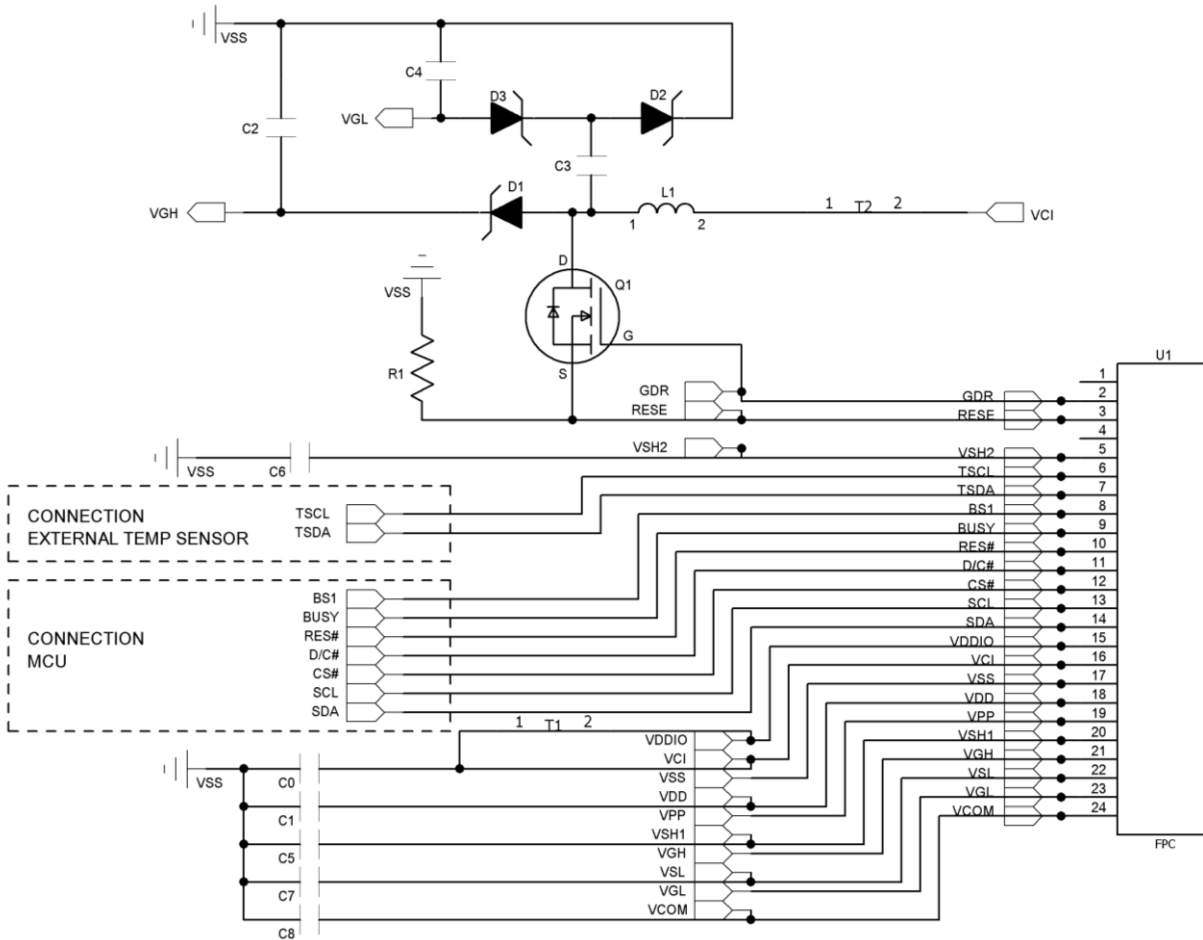 VSS
C4
D3
D2
VGL
C2
C3
D1
L1
VGH
1
2
1 T2 2
VCI
D
VSS
Q1
G
R1
S
U1
GDR
RESE
VSH2
VSS
C6
CONNECTION
EXTERNAL TEMP SENSOR
TSCL
TSDA
CONNECTION
MCU
BS1
BUSY
RES#
D/C#
CS#
SCL
SDA
1 T1 2
VDDIO
VCI
VSS
VDD
VPP
VSH1
VGH
VSL
VGL
VCOM
VSS
C0
C1
C5
C7
C8
1
GDR 2
RESE 3
4
VSH2 5
TSCL 6
TSDA 7
BS1 8
BUSY 9
RES# 10
D/C# 11
CS# 12
SCL 13
SDA 14
VDDIO 15
VCI 16
VSS 17
VDD 18
VPP 19
VSH1 20
VGH 21
VSL 22
VGL 23
VCOM 24
FPC